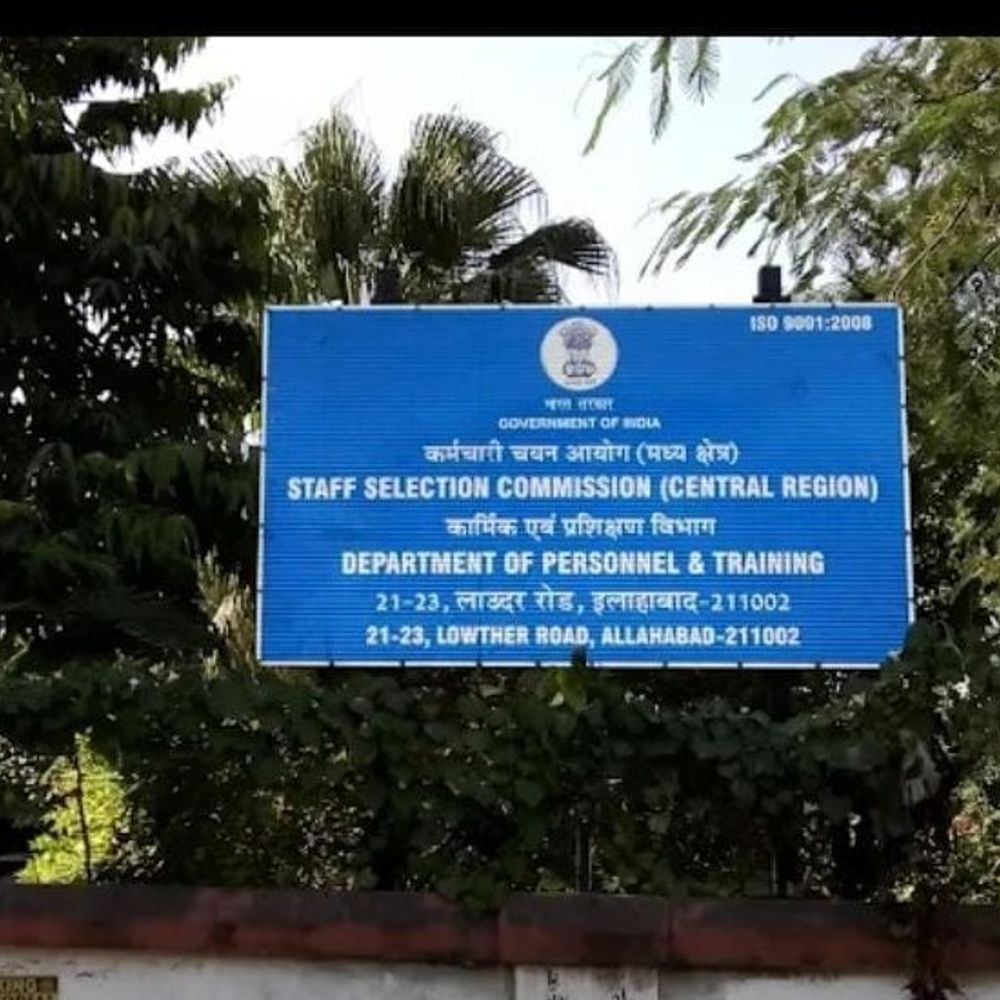 ISO 9001:2008
भारत सरकार
GOVERNMENT OF INDIA
कर्मचारी चयन आयोग (मध्य क्षेत्र)
STAFF SELECTION COMMISSION (CENTRAL REGION)
कार्मिक एवं प्रशिक्षण विभाग
DEPARTMENT OF PERSONNEL & TRAINING
21-23, लाउदर रोड, इलाहाबाद-211002
21-23, LOWTHER ROAD, ALLAHABAD-211002